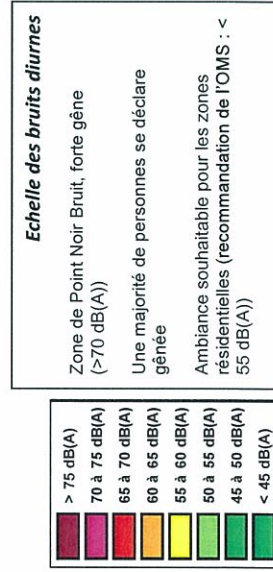 > 75 dB(A)
70 à 75 dB(A)
65 à 70 dB(A)
60 à 65 dB(A)
55 à 60 dB(A)
50 à 55 dB(A)
45 à 50 dB(A)
< 45 dB(A)
Echelle des bruits diurnes
Zone de Point Noir Bruit, forte gêne
(>70 dB(A))
Une majorité de personnes se déclare
gênée
Ambiance souhaitable pour les zones
résidentielles (recommandation de l'OMS : <
55 dB(A))